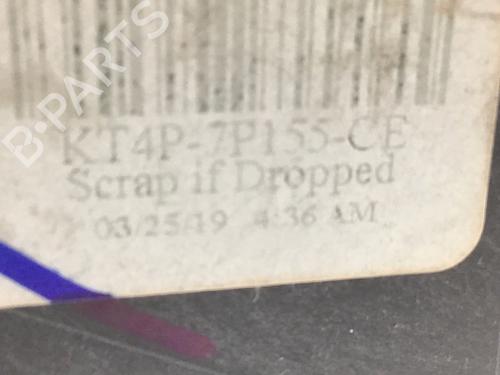 B-PARTS
KT4P-7P155-CE
Scrap if Dropped
03/25/19 4:36 AM